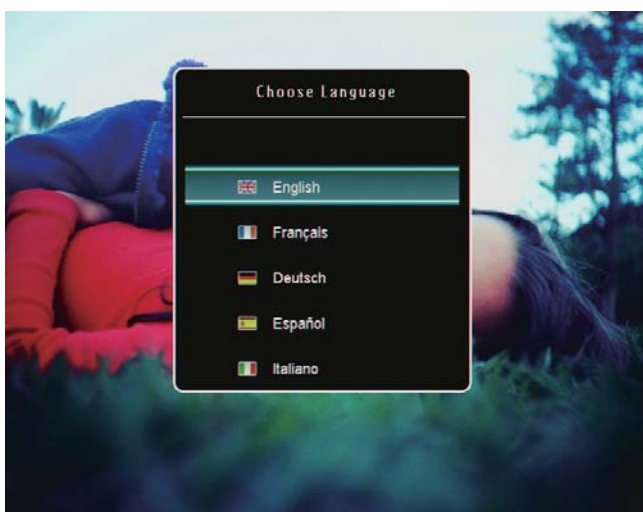 Choose Language
English
Français
Deutsch
Español
Italiano